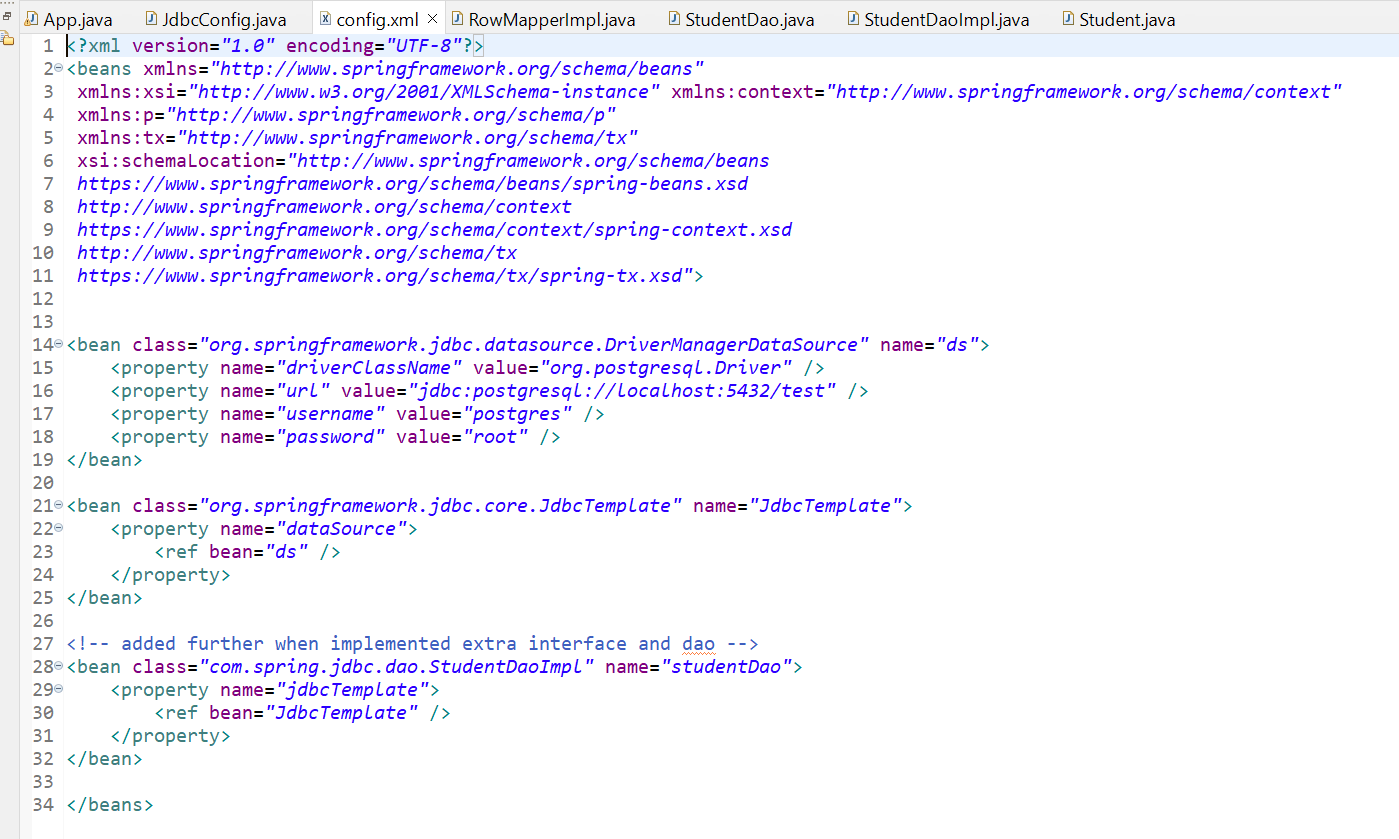 App.java JdbcConfig.java config.xml RowMapperImpl.java StudentDao.java StudentDaoImpl.java Student.java
1 <?xml version="1.0" encoding="UTF-8"?>
2 <beans xmlns="http://www.springframework.org/schema/beans"
3 xmlns:xsi="http://www.w3.org/2001/XMLSchema-instance" xmlns:context="http://www.springframework.org/schema/context"
4 xmlns:p="http://www.springframework.org/schema/p"
5 xmlns:tx="http://www.springframework.org/schema/tx"
6 xsi:schemaLocation="http://www.springframework.org/schema/beans
7 https://www.springframework.org/schema/beans/spring-beans.xsd
8 http://www.springframework.org/schema/context
9 https://www.springframework.org/schema/context/spring-context.xsd
10 http://www.springframework.org/schema/tx
11 https://www.springframework.org/schema/tx/spring-tx.xsd">
12
13
14 <bean class="org.springframework.jdbc.datasource.DriverManagerDataSource" name="ds">
15 <property name="driverClassName" value="org.postgresql.Driver" />
16 <property name="url" value="jdbc:postgresql://localhost:5432/test" />
17 <property name="username" value="postgres" />
18 <property name="password" value="root" />
19 </bean>
20
21 <bean class="org.springframework.jdbc.core.JdbcTemplate" name="JdbcTemplate">
22 <property name="dataSource">
23 <ref bean="ds" />
24 </property>
25 </bean>
26
27 <!-- added further when implemented extra interface and dao -->
28 <bean class="com.spring.jdbc.dao.StudentDaoImpl" name="studentDao">
29 <property name="jdbcTemplate">
30 <ref bean="JdbcTemplate" />
31 </property>
32 </bean>
33
34 </beans>